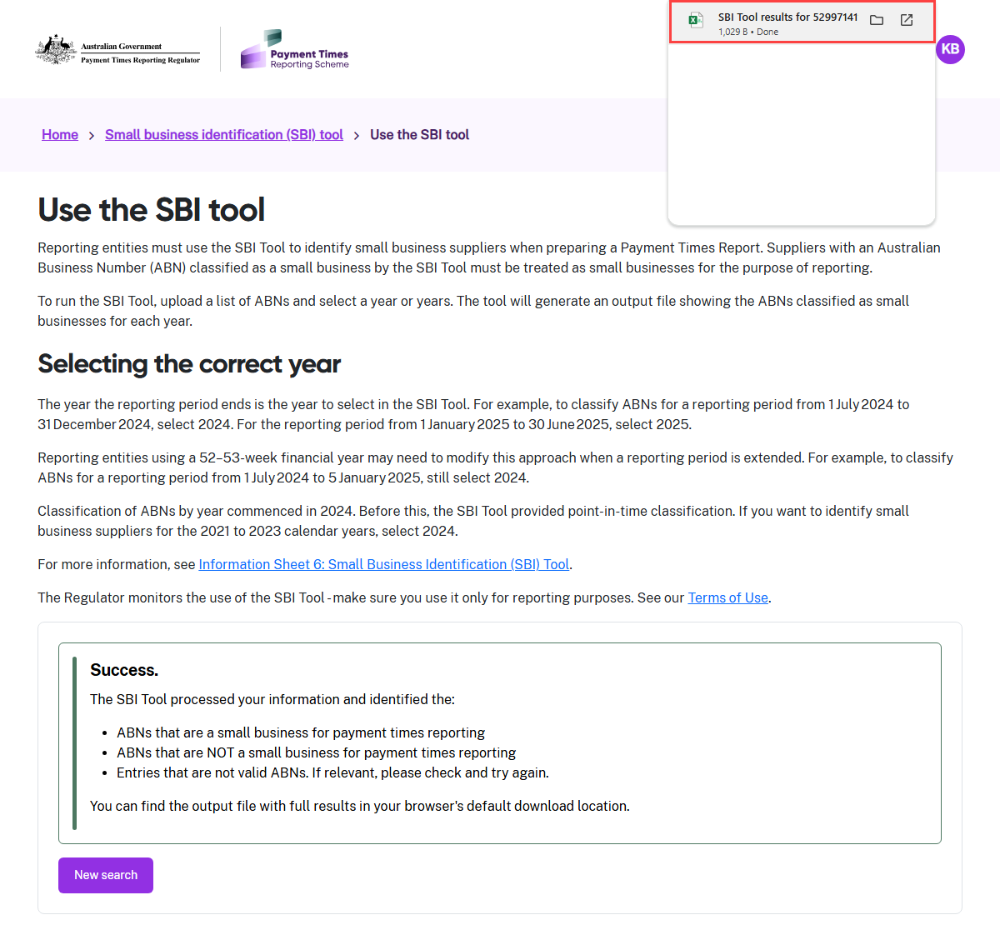 SBI Tool results for 52997141
1,029 B • Done
Australian Government
Payment Times Reporting Regulator
Payment Times
Reporting Scheme
KB
Home > Small business identification (SBI) tool > Use the SBI tool
Use the SBI tool
Reporting entities must use the SBI Tool to identify small business suppliers when preparing a Payment Times Report. Suppliers with an Australian
Business Number (ABN) classified as a small business by the SBI Tool must be treated as small businesses for the purpose of reporting.
To run the SBI Tool, upload a list of ABNs and select a year or years. The tool will generate an output file showing the ABNs classified as small
businesses for each year.
Selecting the correct year
The year the reporting period ends is the year to select in the SBI Tool. For example, to classify ABNs for a reporting period from 1 July 2024 to
31 December 2024, select 2024. For the reporting period from 1 January 2025 to 30 June 2025, select 2025.
Reporting entities using a 52–53-week financial year may need to modify this approach when a reporting period is extended. For example, to classify
ABNs for a reporting period from 1 July 2024 to 5 January 2025, still select 2024.
Classification of ABNs by year commenced in 2024. Before this, the SBI Tool provided point-in-time classification. If you want to identify small
business suppliers for the 2021 to 2023 calendar years, select 2024.
For more information, see Information Sheet 6: Small Business Identification (SBI) Tool.
The Regulator monitors the use of the SBI Tool - make sure you use it only for reporting purposes. See our Terms of Use.
Success.
The SBI Tool processed your information and identified the:
• ABNs that are a small business for payment times reporting
• ABNs that are NOT a small business for payment times reporting
• Entries that are not valid ABNs. If relevant, please check and try again.
You can find the output file with full results in your browser's default download location.
New search